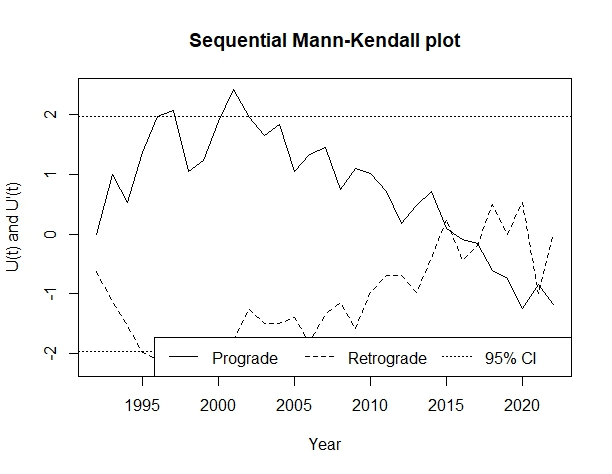 Sequential Mann-Kendall plot
U(t) and U'(t)
2
1
0
-1
-2
Prograde Retrograde 95% CI
1995 2000 2005 2010 2015 2020
Year